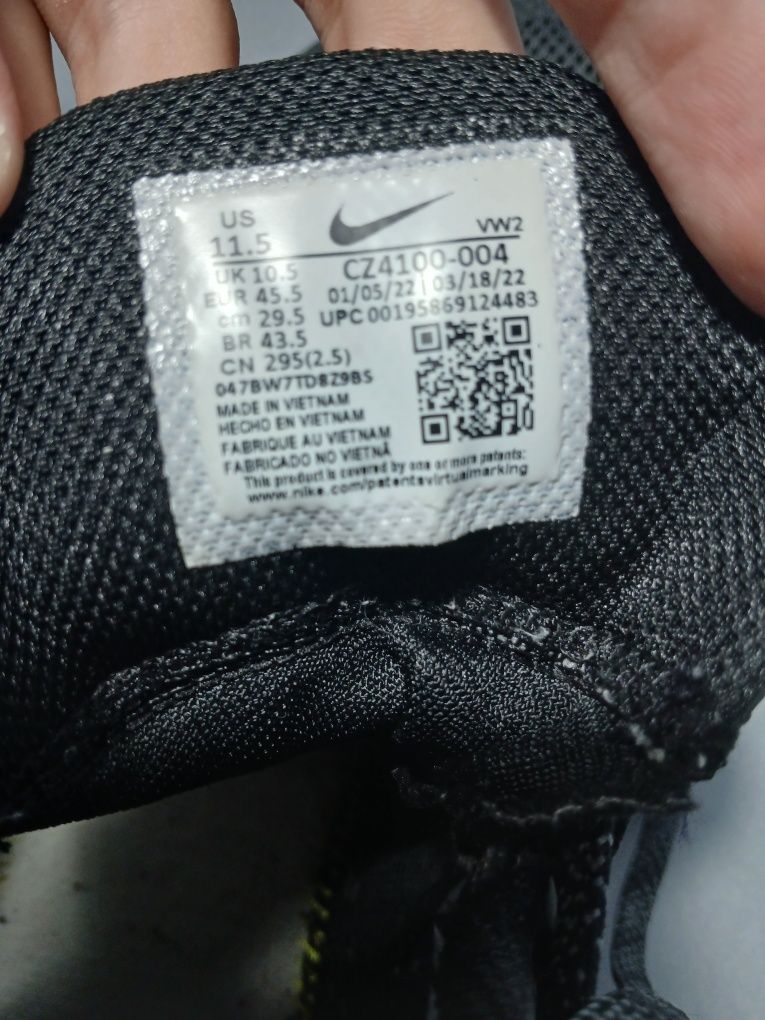 US
11.5
VW2
UK 10.5
CZ4100-004
EUR 45.5
01/05/22 | 03/18/22
cm 29.5
UPC 00195869124483
BR 43.5
CN 295(2.5)
047BW7TD8Z9BS
MADE IN VIETNAM
HECHO EN VIETNAM
FABRIQUE AU VIETNAM
FABRICADO NO VIETNÃ
This product is covered by one or more patents:
www.nike.com/patentsvirtualmarking